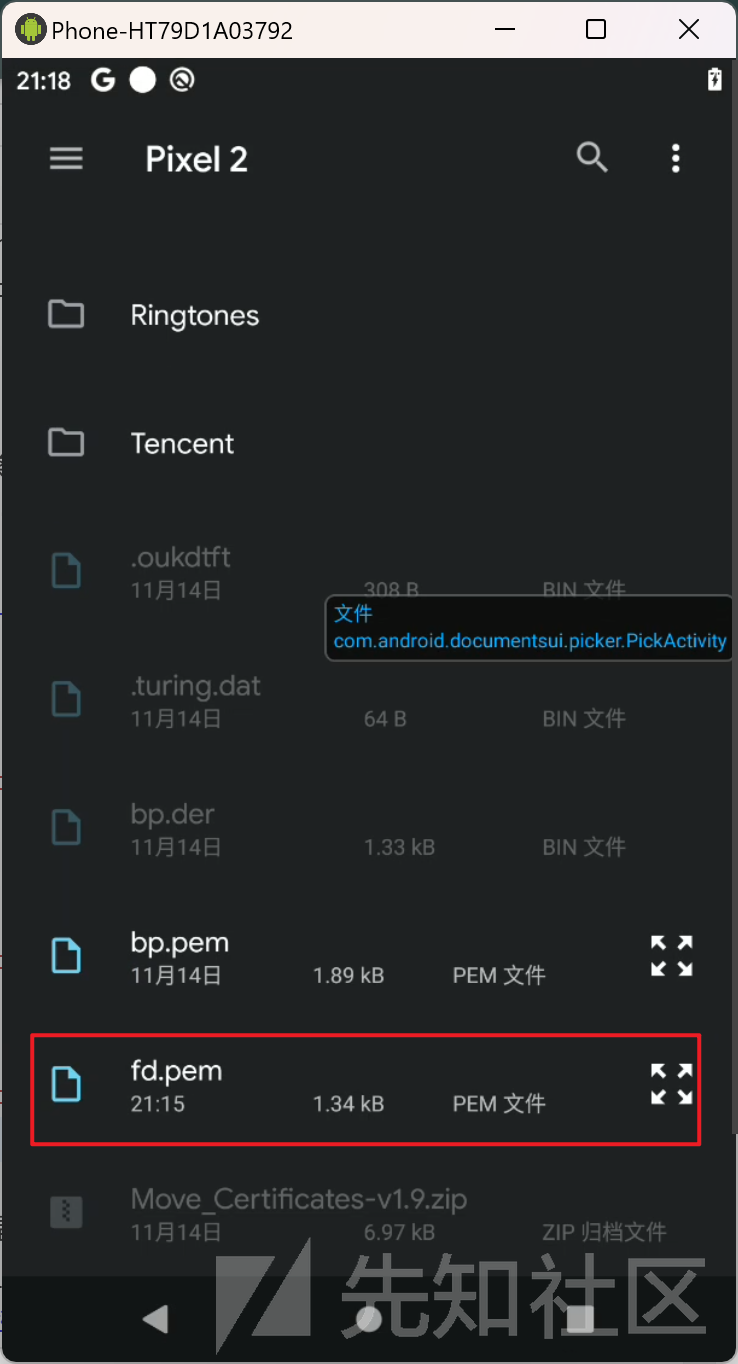 Phone-HT79D1A03792
21:18
Pixel 2
Ringtones
Tencent
.oukdtft
11月14日 308 B BIN 文件
文件
com.android.documentsui.picker.PickActivity
.turing.dat
11月14日 64 B BIN 文件
bp.der
11月14日 1.33 kB BIN 文件
bp.pem
11月14日 1.89 kB PEM 文件
fd.pem
21:15 1.34 kB PEM 文件
Move_Certificates-v1.9.zip
11月14日 6.97 kB ZIP 归档文件
先知社区